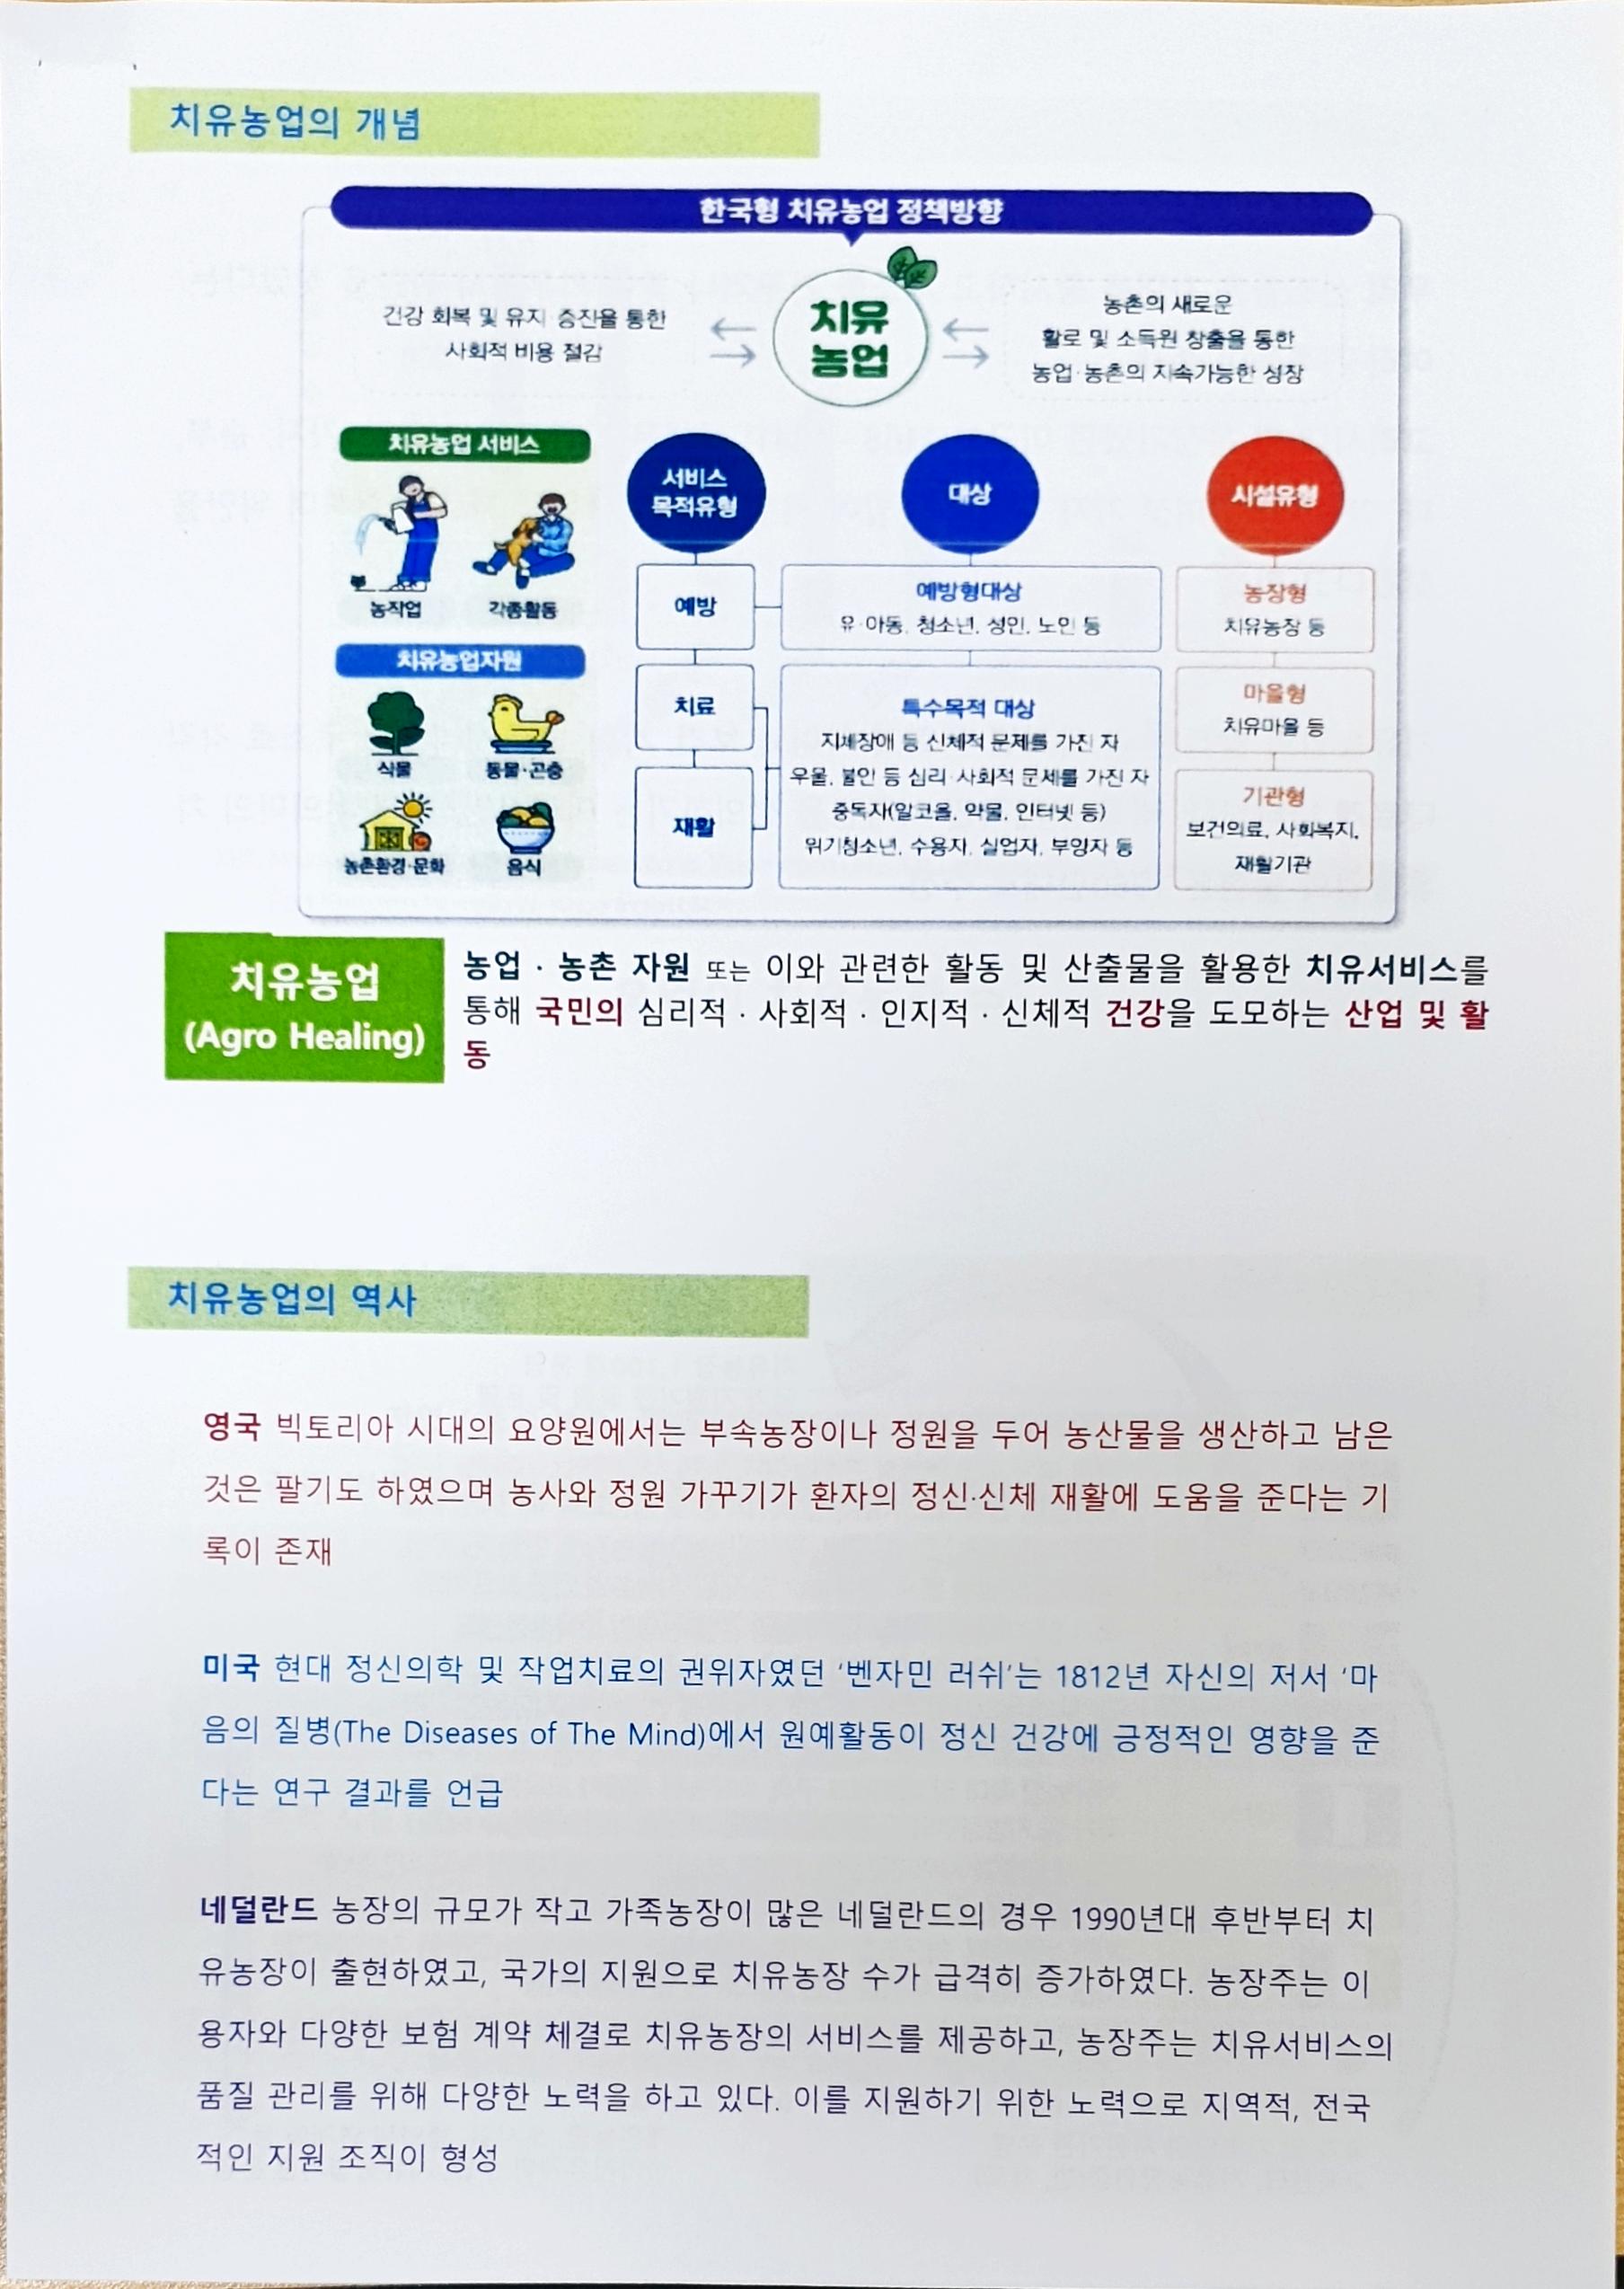 치유농업의 개념
한국형 치유농업 정책방향
건강 회복 및 유지·증진을 통한
사회적 비용 절감
치유
농업
농촌의 새로운
활로 및 소득원 창출을 통한
농업·농촌의 지속가능한 성장
치유농업 서비스
농작업
각종활동
치유농업자원
식물
동물·곤충
농촌환경·문화
음식
서비스
목적유형
예방
치료
재활
대상
예방형대상
유·아동, 청소년, 성인, 노인 등
특수목적 대상
지체장애 등 신체적 문제를 가진 자
우울, 불안 등 심리·사회적 문제를 가진 자
중독자(알코올, 약물, 인터넷 등)
위기청소년, 수용자, 실업자, 부양자 등
시설유형
농장형
치유농장 등
마을형
치유마을 등
기관형
보건의료, 사회복지,
재활기관
치유농업
(Agro Healing)
농업 · 농촌 자원 또는 이와 관련한 활동 및 산출물을 활용한 치유서비스를
통해 국민의 심리적 · 사회적 · 인지적 · 신체적 건강을 도모하는 산업 및 활
동
치유농업의 역사
영국 빅토리아 시대의 요양원에서는 부속농장이나 정원을 두어 농산물을 생산하고 남은
것은 팔기도 하였으며 농사와 정원 가꾸기가 환자의 정신·신체 재활에 도움을 준다는 기
록이 존재
미국 현대 정신의학 및 작업치료의 권위자였던 '벤자민 러쉬'는 1812년 자신의 저서 '마
음의 질병(The Diseases of The Mind)에서 원예활동이 정신 건강에 긍정적인 영향을 준
다는 연구 결과를 언급
네덜란드 농장의 규모가 작고 가족농장이 많은 네덜란드의 경우 1990년대 후반부터 치
유농장이 출현하였고, 국가의 지원으로 치유농장 수가 급격히 증가하였다. 농장주는 이
용자와 다양한 보험 계약 체결로 치유농장의 서비스를 제공하고, 농장주는 치유서비스의
품질 관리를 위해 다양한 노력을 하고 있다. 이를 지원하기 위한 노력으로 지역적, 전국
적인 지원 조직이 형성